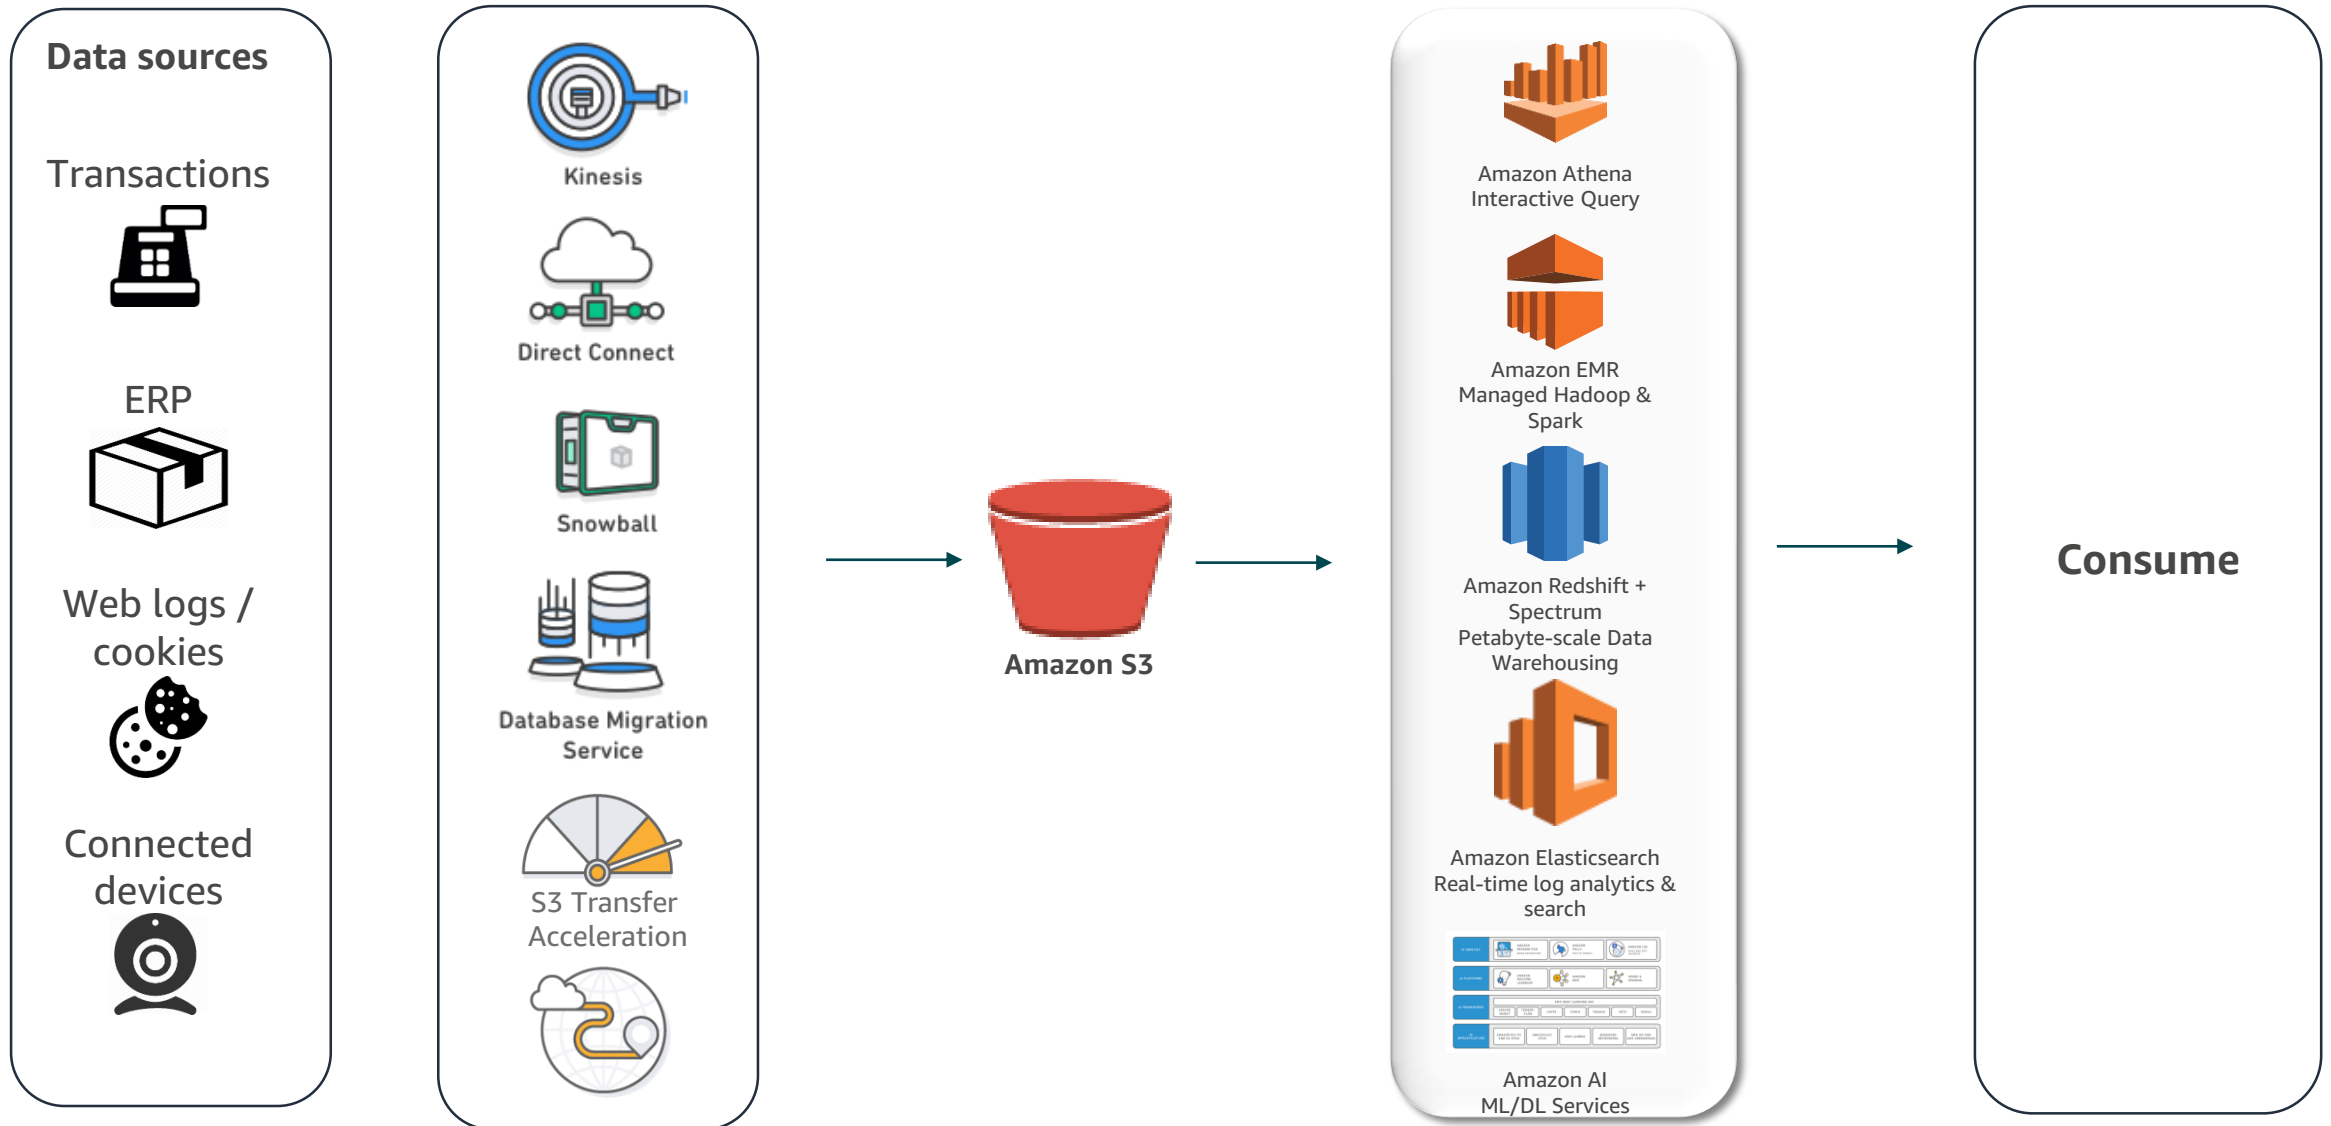 Data sources
Transactions
ERP
Web logs /
cookies
Connected
devices
Kinesis
Direct Connect
Snowball
Database Migration
Service
S3 Transfer
Acceleration
Amazon S3
Amazon Athena
Interactive Query
Amazon EMR
Managed Hadoop &
Spark
Amazon Redshift +
Spectrum
Petabyte-scale Data
Warehousing
Amazon Elasticsearch
Real-time log analytics &
search
Amazon AI
ML/DL Services
Consume